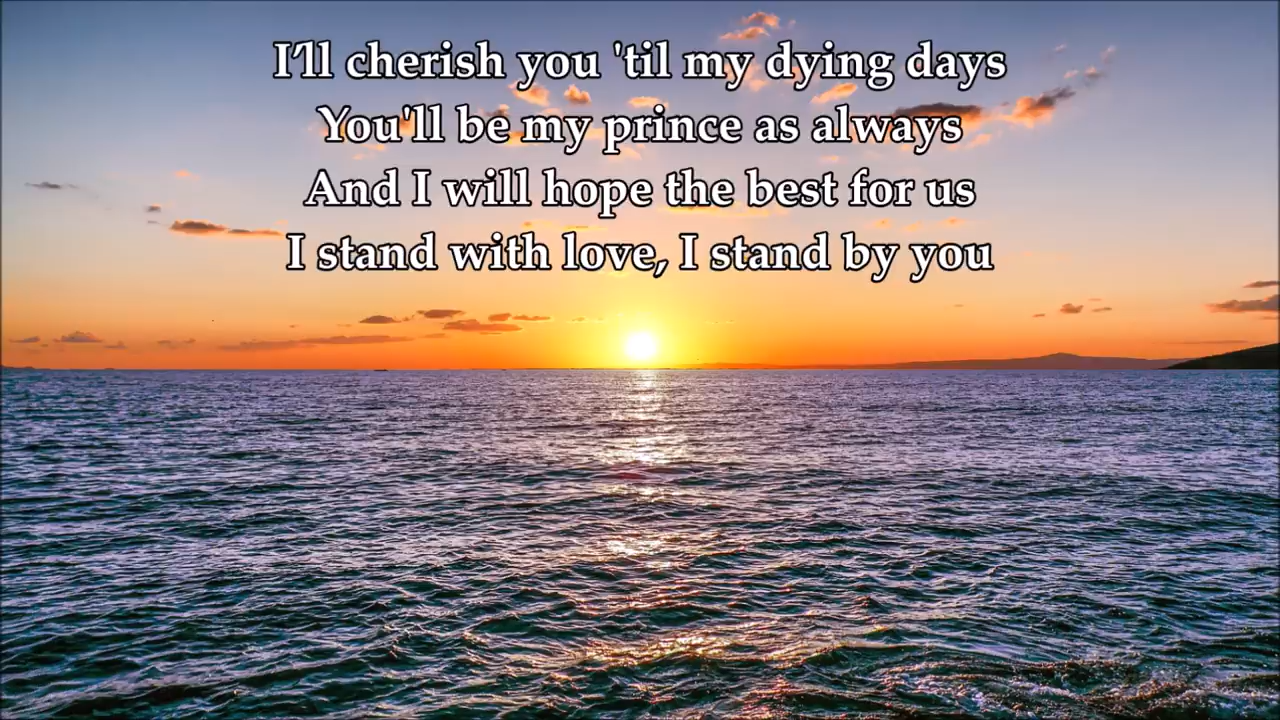 I'll cherish you 'til my dying days
You'll be my prince as always
And I will hope the best for us
I stand with love, I stand by you